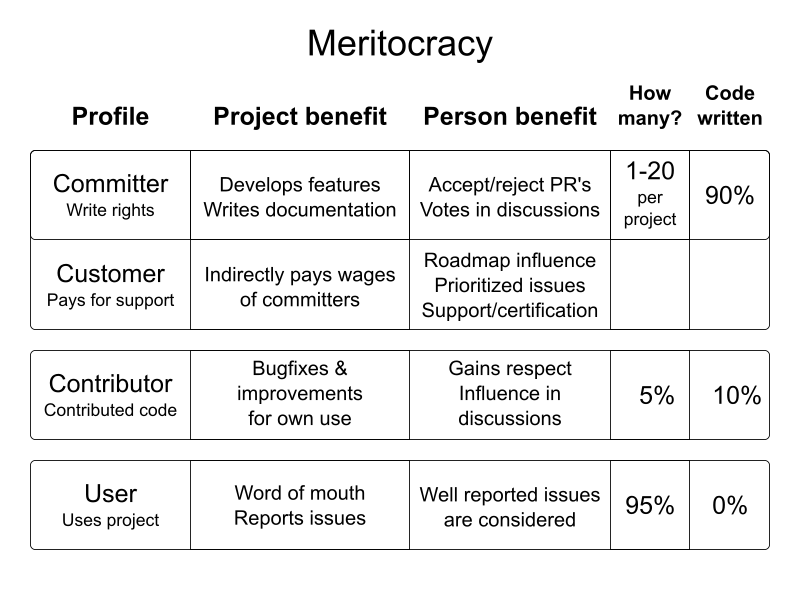 Meritocracy
Profile
Project benefit
Person benefit
How
many?
Code
written
Committer
Write rights
Develops features
Writes documentation
Accept/reject PR's
Votes in discussions
1-20
per
project
90%
Customer
Pays for support
Indirectly pays wages
of committers
Roadmap influence
Prioritized issues
Support/certification
Contributor
Contributed code
Bugfixes &
improvements
for own use
Gains respect
Influence in
discussions
5%
10%
User
Uses project
Word of mouth
Reports issues
Well reported issues
are considered
95%
0%